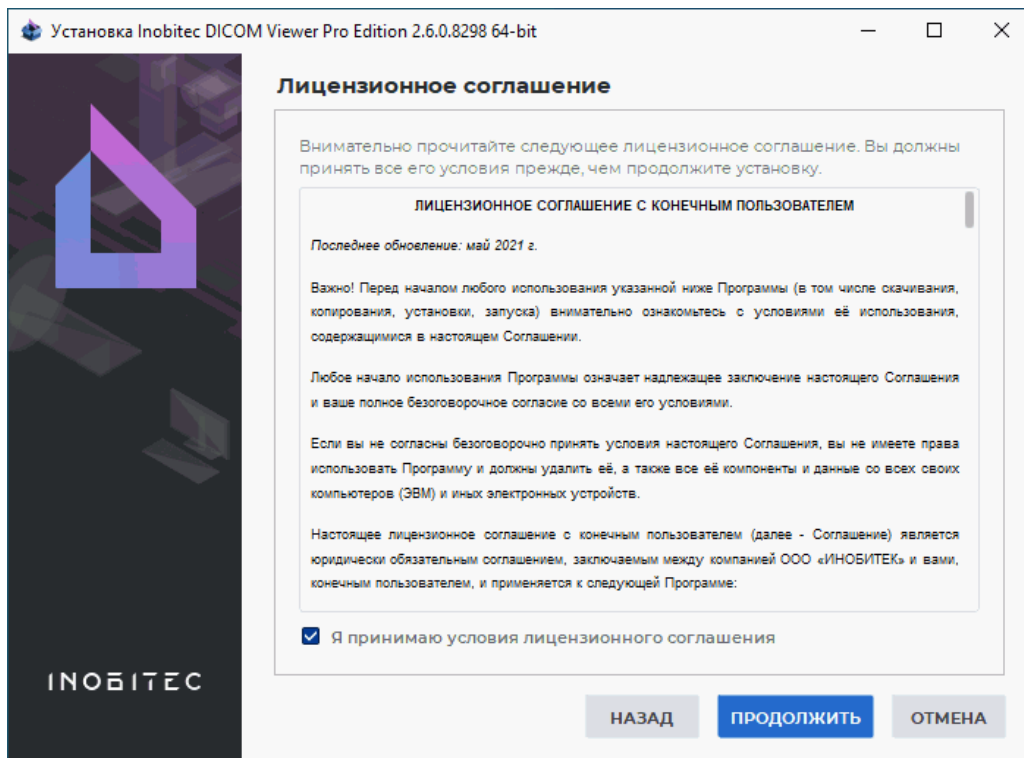 Установка Inobitec DICOM Viewer Pro Edition 2.6.0.8298 64-bit
Лицензионное соглашение
Внимательно прочитайте следующее лицензионное соглашение. Вы должны
принять все его условия прежде, чем продолжите установку.
ЛИЦЕНЗИОННОЕ СОГЛАШЕНИЕ С КОНЕЧНЫМ ПОЛЬЗОВАТЕЛЕМ
Последнее обновление: май 2021 г.
Важно! Перед началом любого использования указанной ниже Программы (в том числе скачивания,
копирования, установки, запуска) внимательно ознакомьтесь с условиями её использования,
содержащимися в настоящем Соглашении.
Любое начало использования Программы означает надлежащее заключение настоящего Соглашения
и ваше полное безоговорочное согласие со всеми его условиями.
Если вы не согласны безоговорочно принять условия настоящего Соглашения, вы не имеете права
использовать Программу и должны удалить её, а также все её компоненты и данные со всех своих
компьютеров (ЭВМ) и иных электронных устройств.
Настоящее лицензионное соглашение с конечным пользователем (далее - Соглашение) является
юридически обязательным соглашением, заключаемым между компанией ООО «ИНОБИТЕК» и вами,
конечным пользователем, и применяется к следующей Программе:
Я принимаю условия лицензионного соглашения
INOBITEC
НАЗАД ПРОДОЛЖИТЬ ОТМЕНА